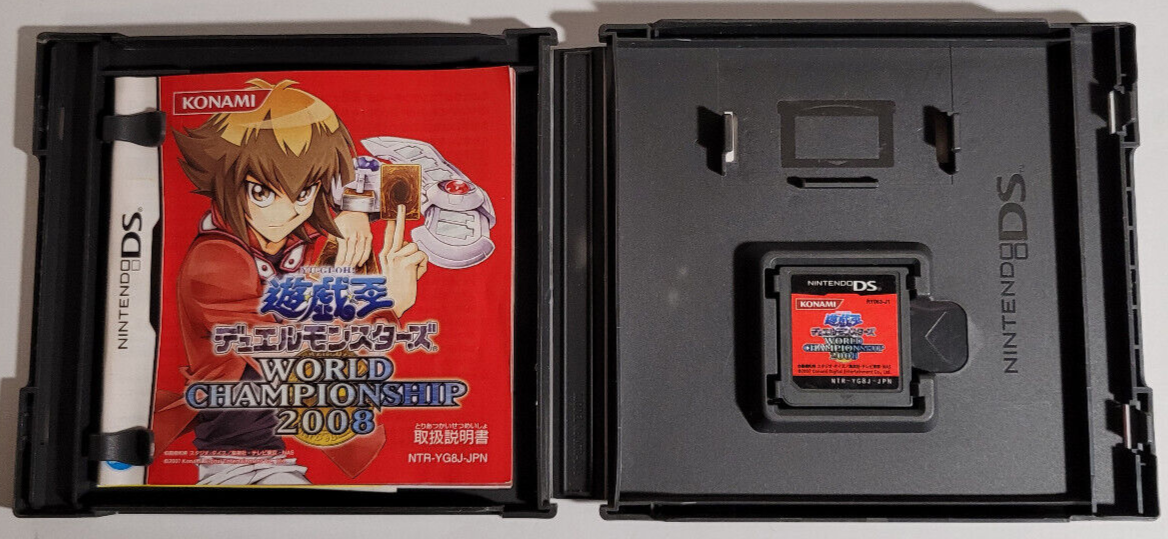 NINTENDO DS®
KONAMI
YU-GI-OH!
遊戯王
デュエルモンスターズ
WORLD
CHAMPIONSHIP
2008
とりあつかいせつめいしょ
取扱説明書
NTR-YG8J-JPN
NINTENDO DS
NINTENDO DS
KONAMI
遊戯王
デュエルモンスターズ
WORLD
CHAMPIONSHIP
2008
NTR-YG8J-JPN